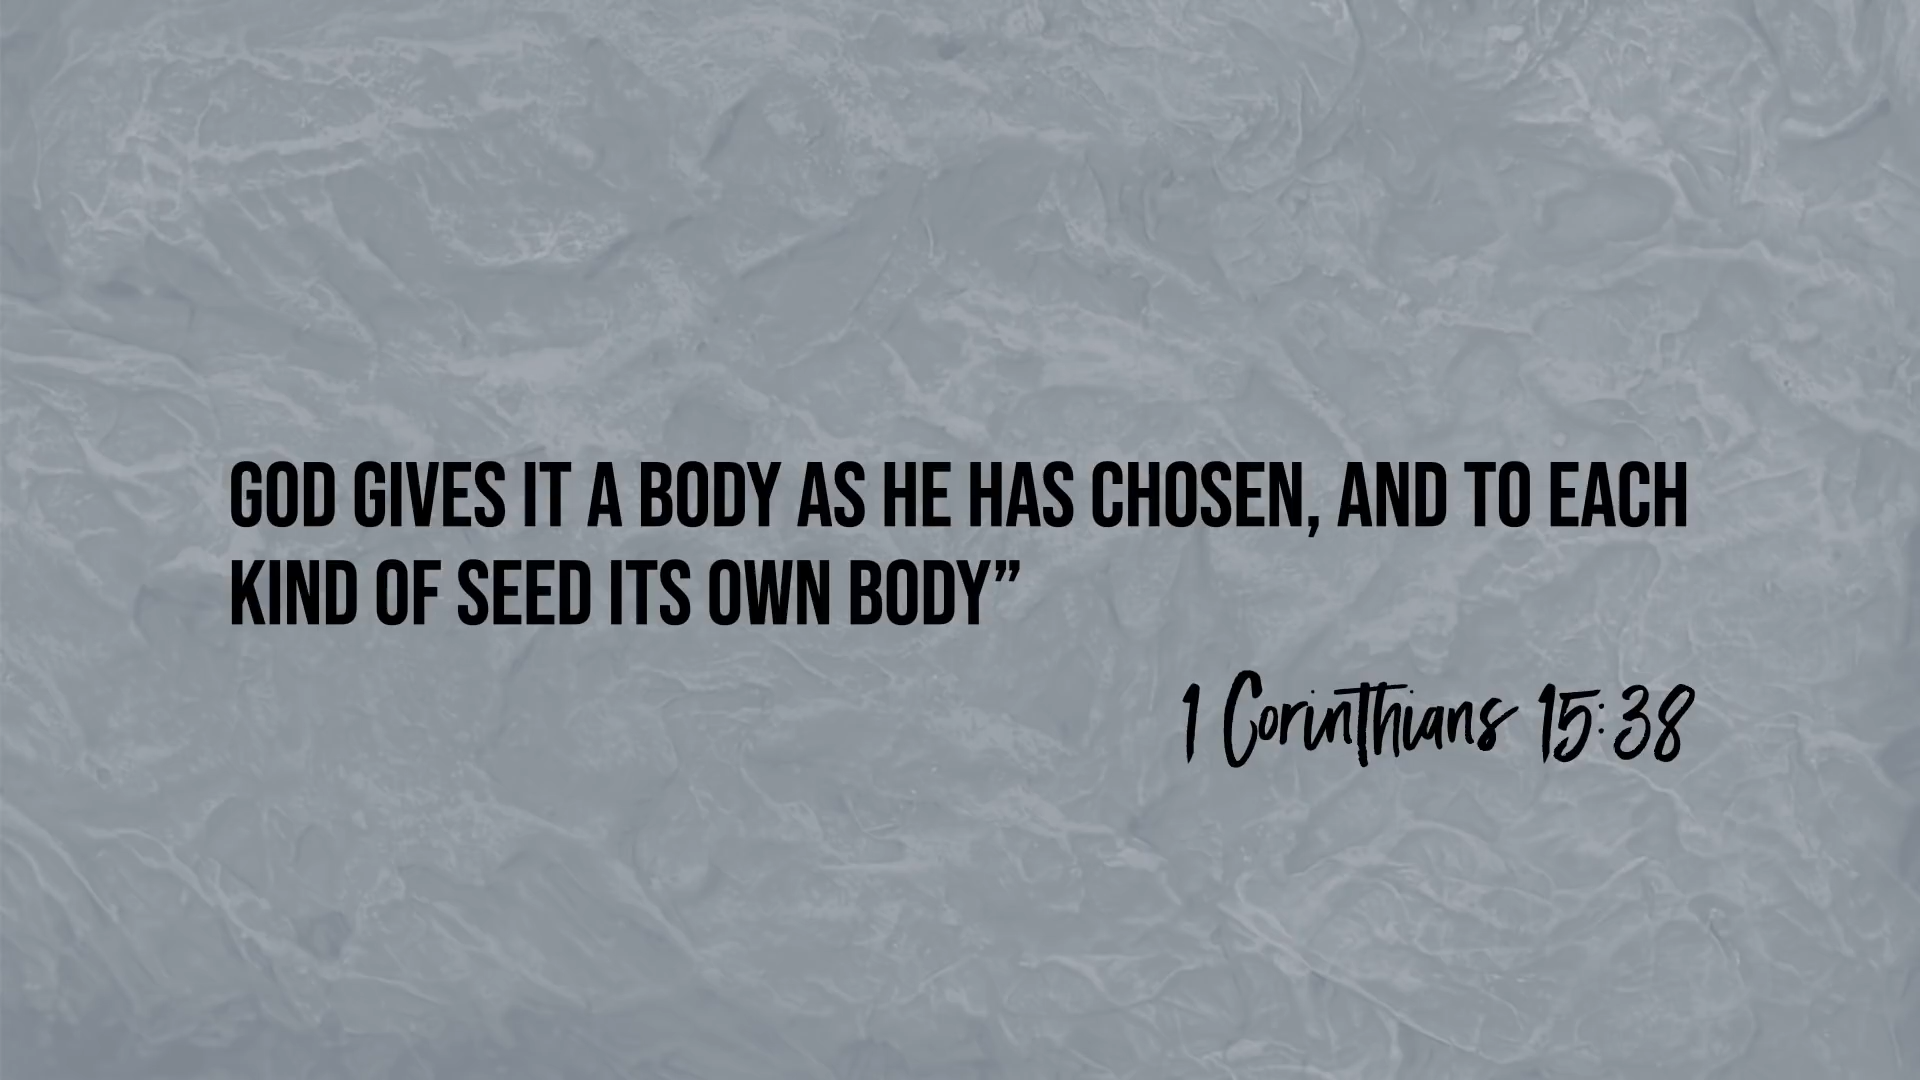 GOD GIVES IT A BODY AS HE HAS CHOSEN, AND TO EACH
KIND OF SEED ITS OWN BODY”
1 Corinthians 15:38